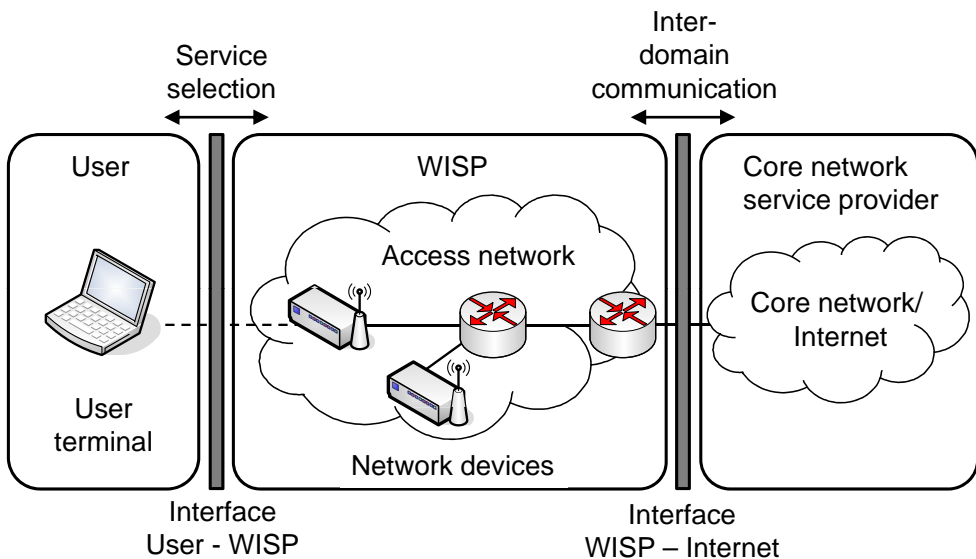 Service
selection
Inter-
domain
communication
User
WISP
Core network
service provider
Access network
Core network/
Internet
User
terminal
Network devices
Interface
User - WISP
Interface
WISP – Internet